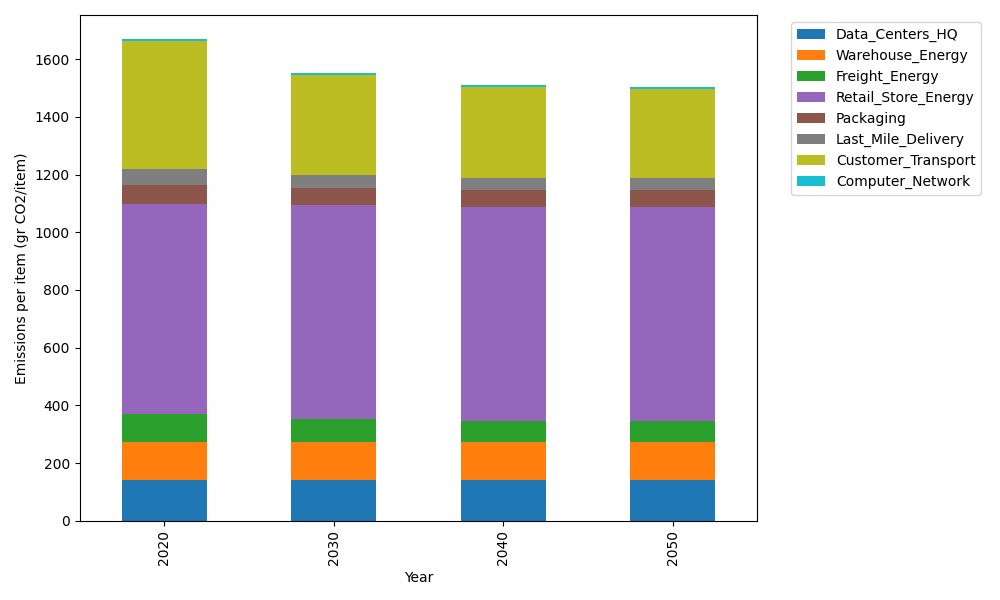 Emissions per item (gr CO2/item)
1600
1400
1200
1000
800
600
400
200
0
2020
2030
2040
2050
Year
Data_Centers_HQ
Warehouse_Energy
Freight_Energy
Retail_Store_Energy
Packaging
Last_Mile_Delivery
Customer_Transport
Computer_Network